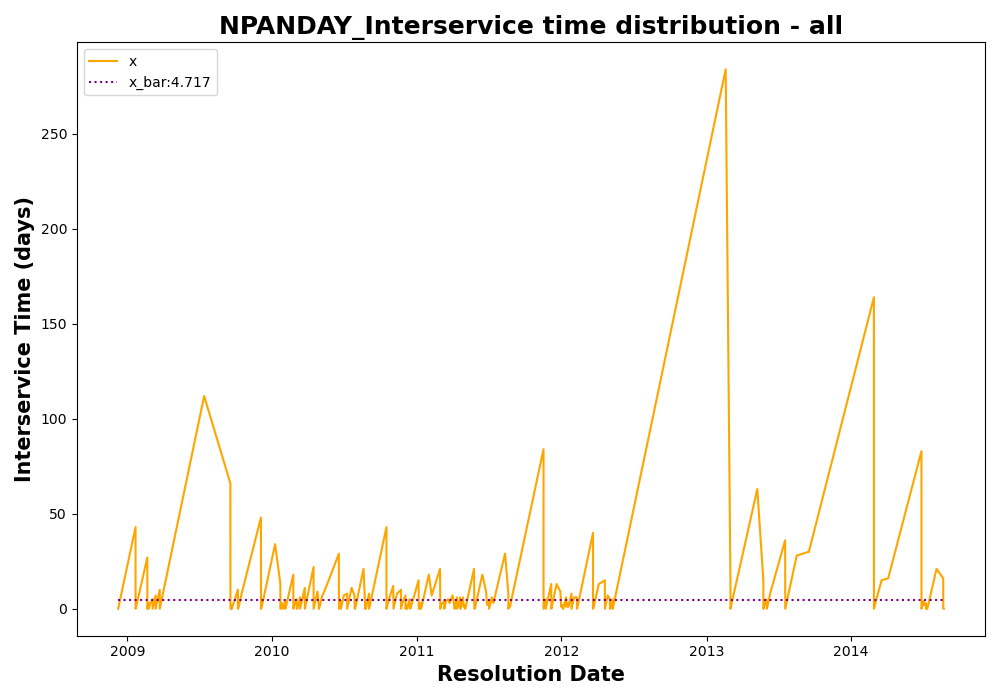 NPANDAY_Interservice time distribution - all
x
x_bar:4.717
Interservice Time (days)
250
200
150
100
50
0
2009 2010 2011 2012 2013 2014
Resolution Date